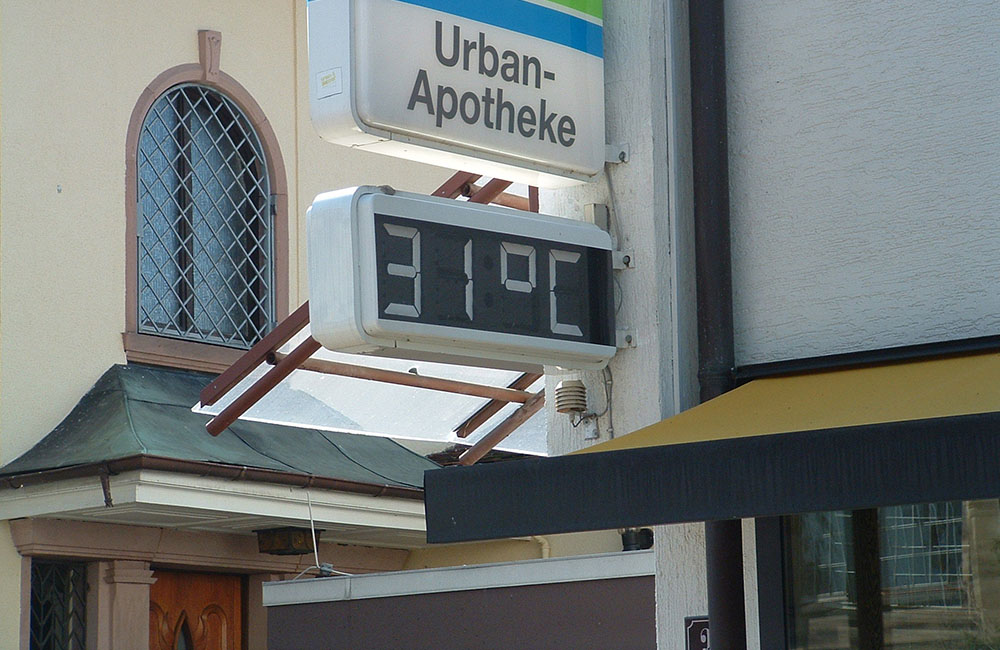 Urban-
Apotheke
31°C